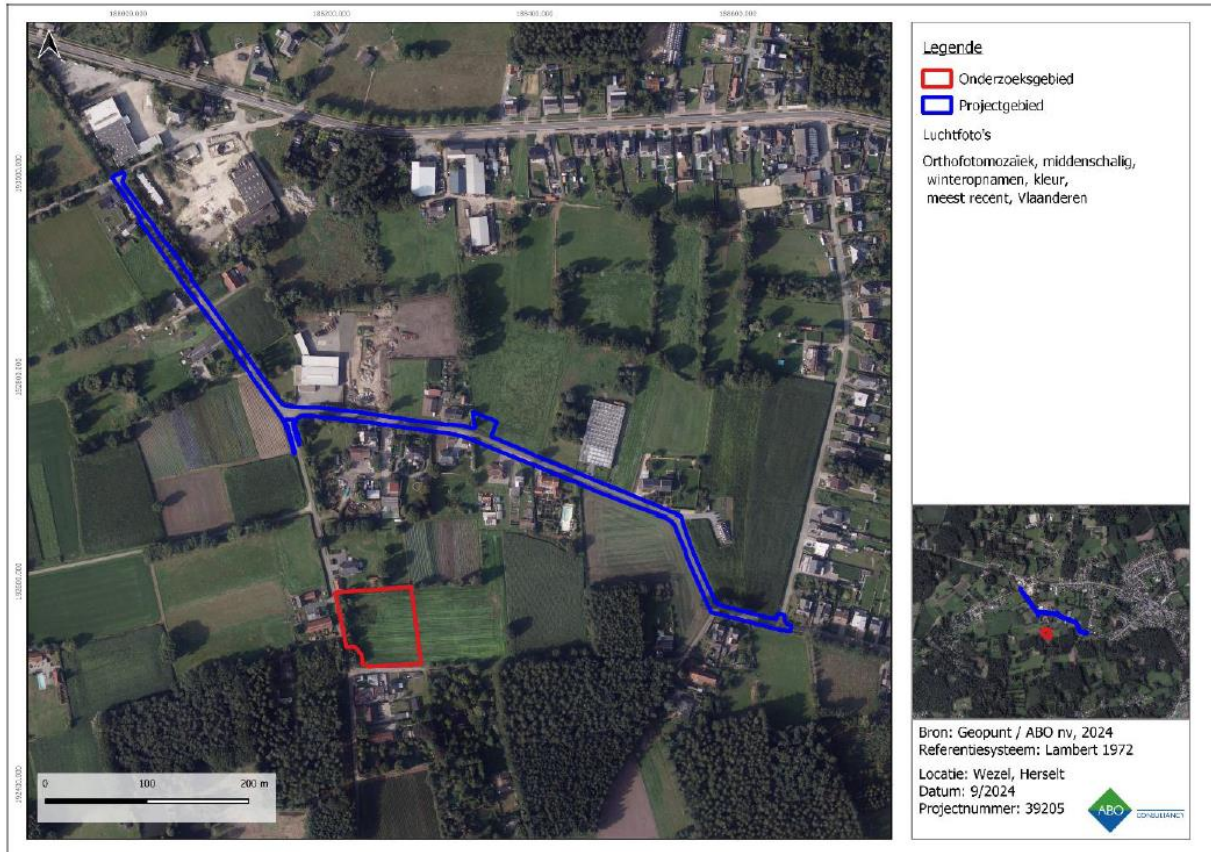 Legende
Onderzoeksgebied
Projectgebied
Luchtfoto's
Orthofotomozaïek, middenschalig,
winteropnamen, kleur,
meest recent, Vlaanderen
0 100 200 m
Bron: Geopunt / ABO nv, 2024
Referentiesysteem: Lambert 1972
Locatie: Wezel, Herselt
Datum: 9/2024
Projectnummer: 39205
ABO
CONSULTANCY